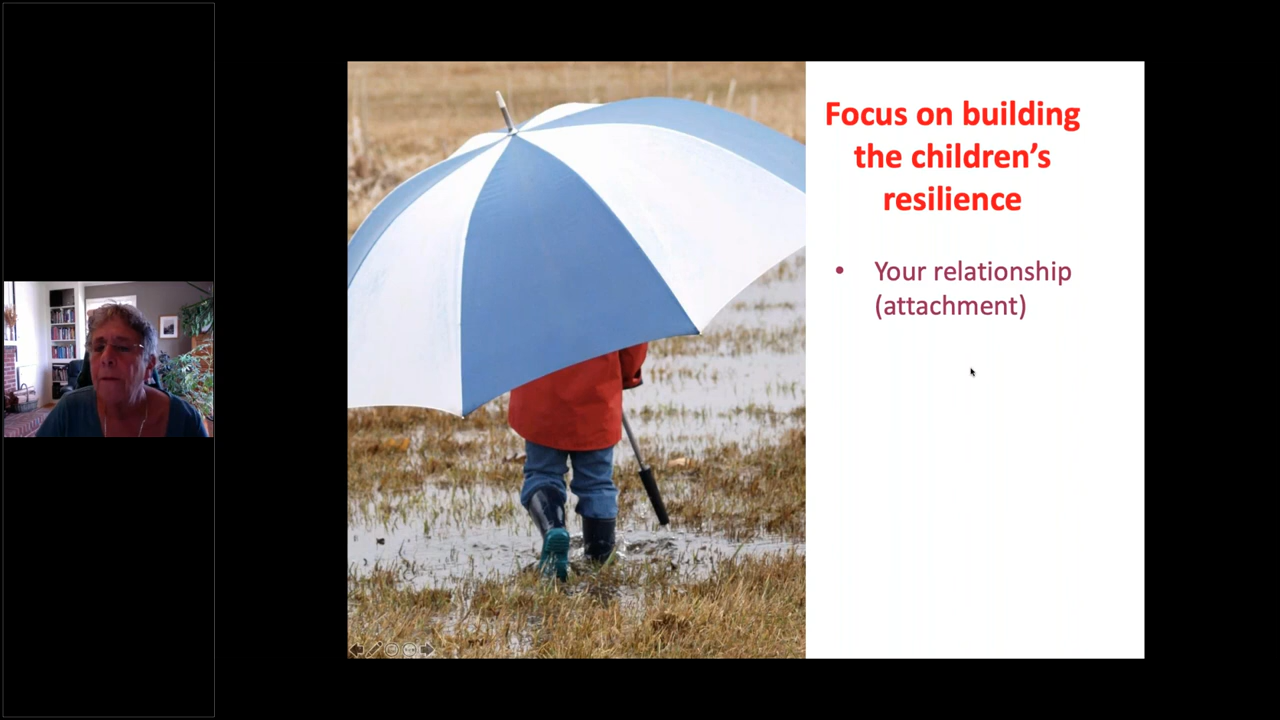 Focus on building
the children’s
resilience
• Your relationship
(attachment)